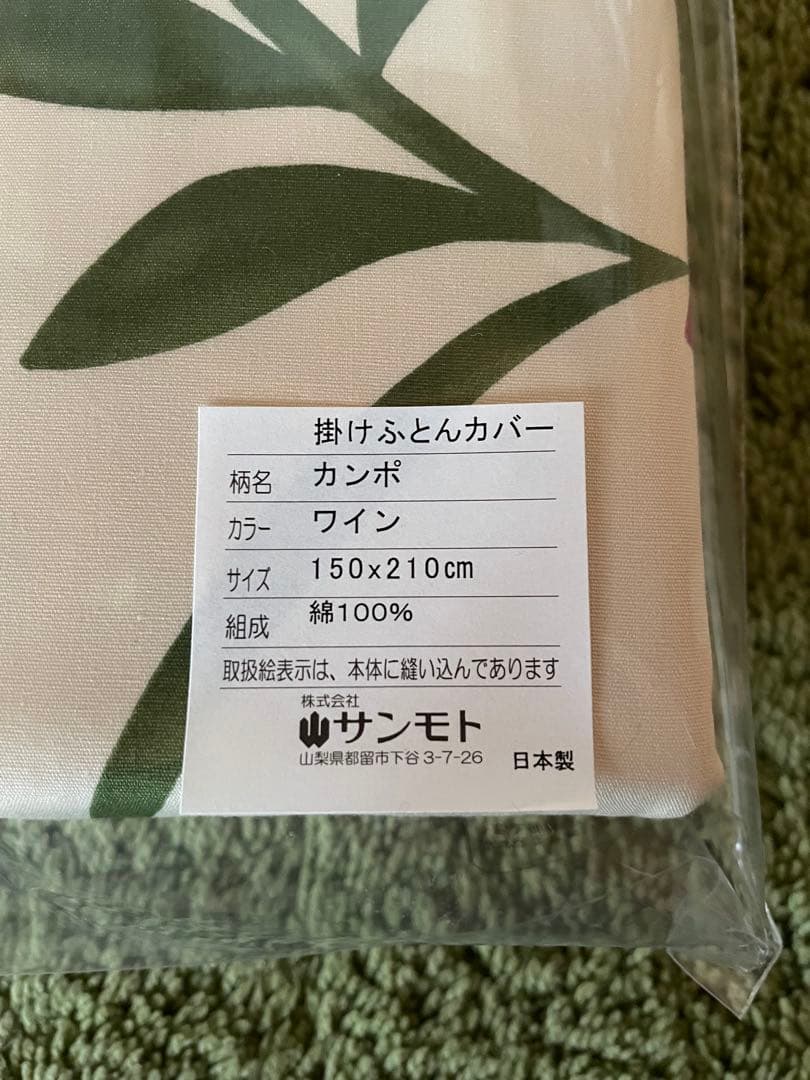 掛けふとんカバー
柄名 カンポ
カラー ワイン
サイズ 150x210cm
組成 綿100%
取扱絵表示は、本体に縫い込んであります
株式会社
サンモト
山梨県都留市下谷3-7-26 日本製